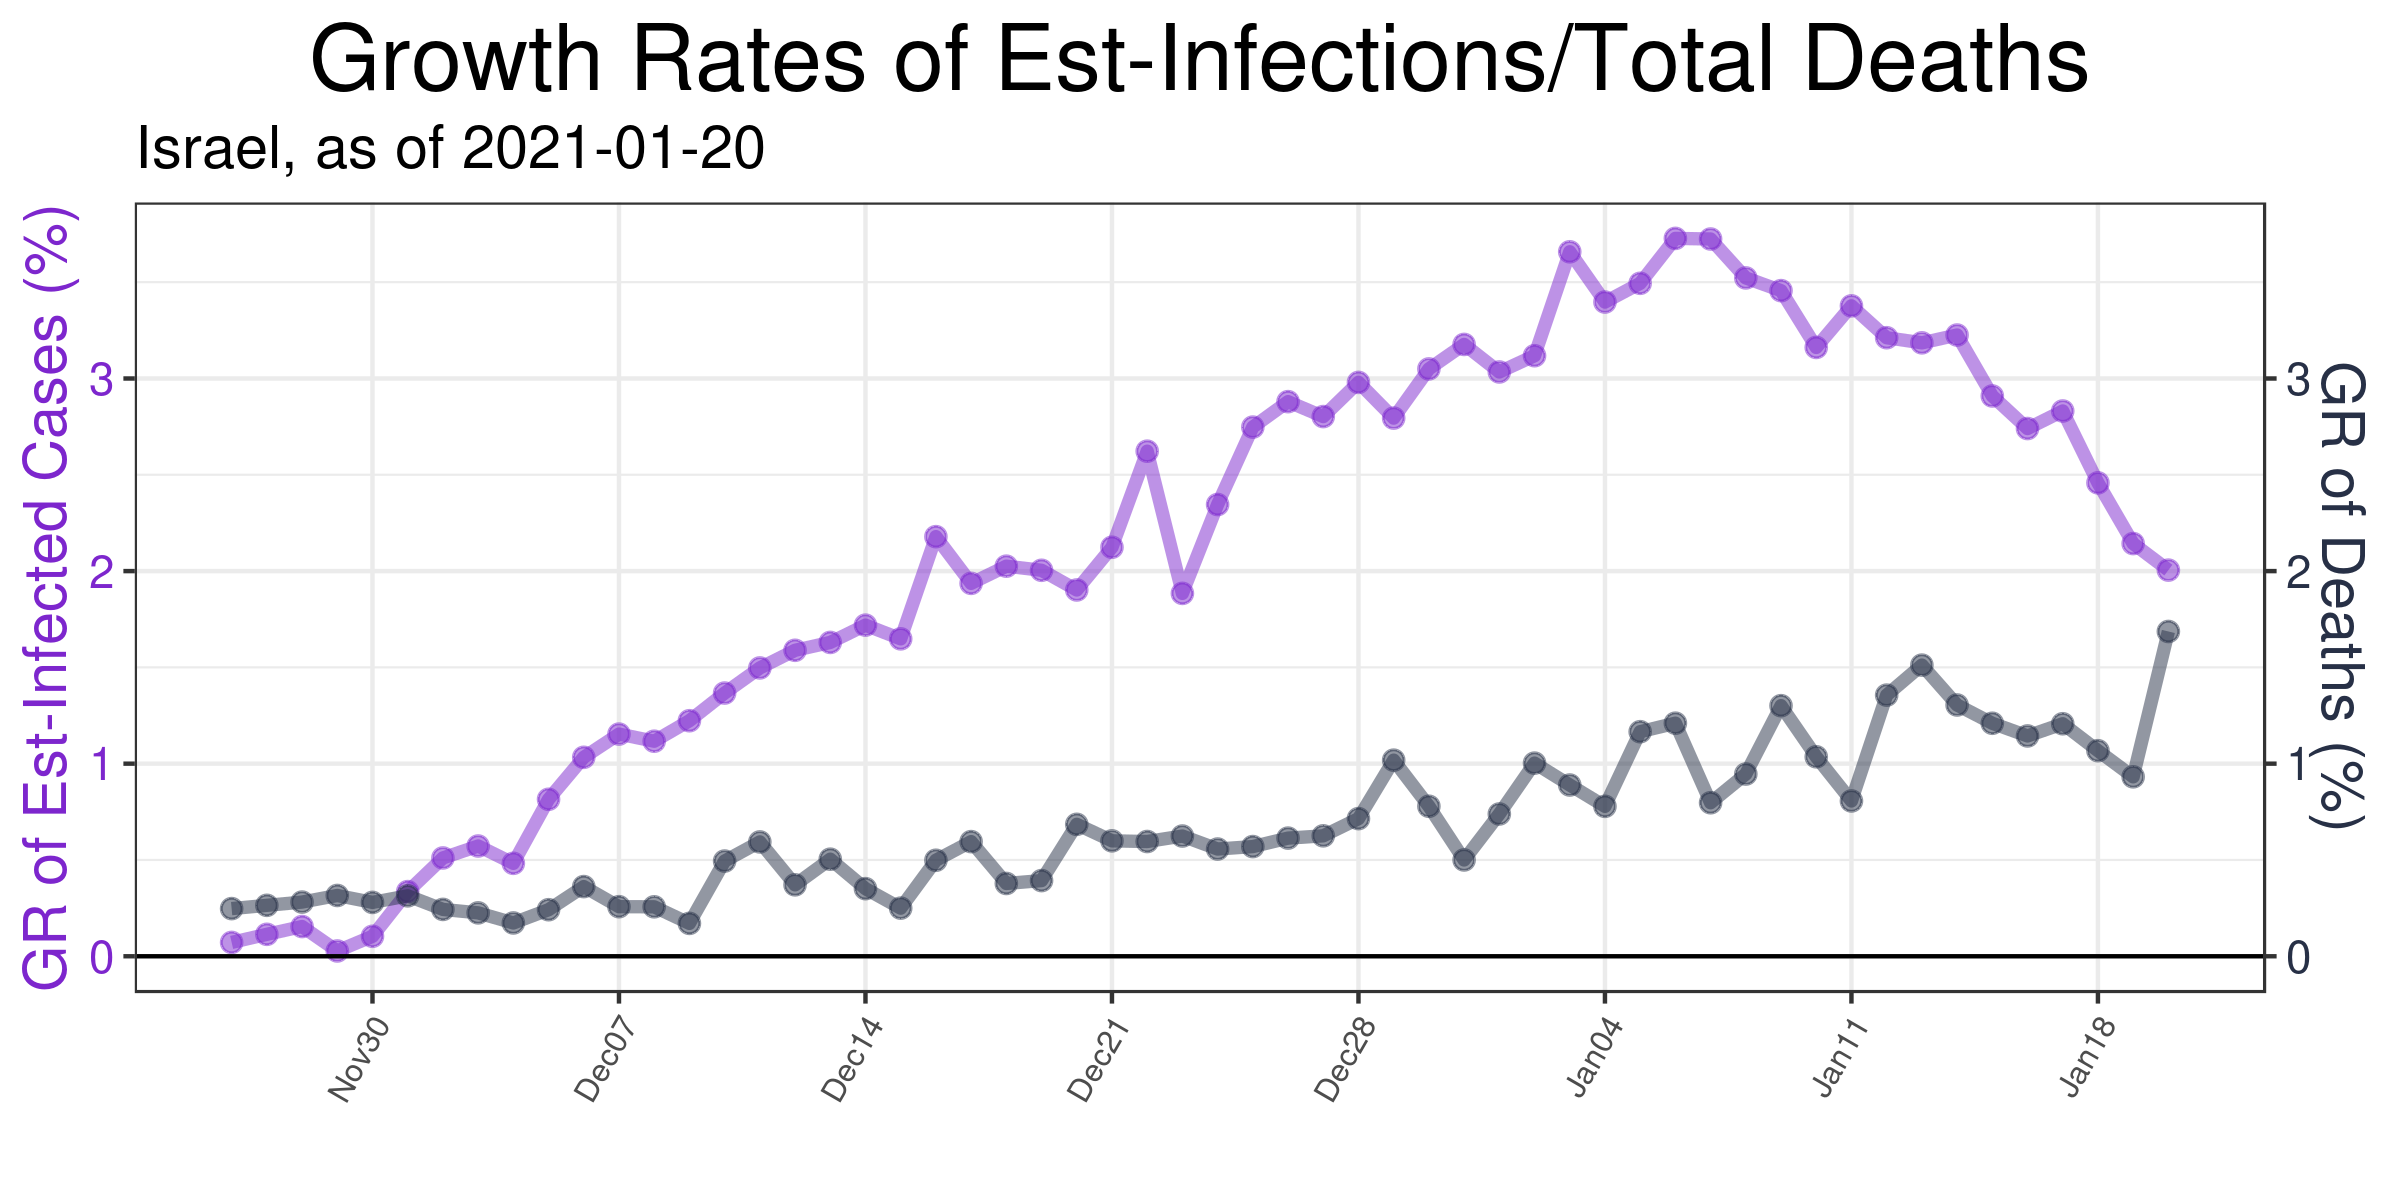 Growth Rates of Est-Infections/Total Deaths
Israel, as of 2021-01-20
GR of Est-Infected Cases (%)
3
2
1
0
3
2
1
0
GR of Deaths (%)
Nov30
Dec07
Dec14
Dec21
Dec28
Jan04
Jan11
Jan18